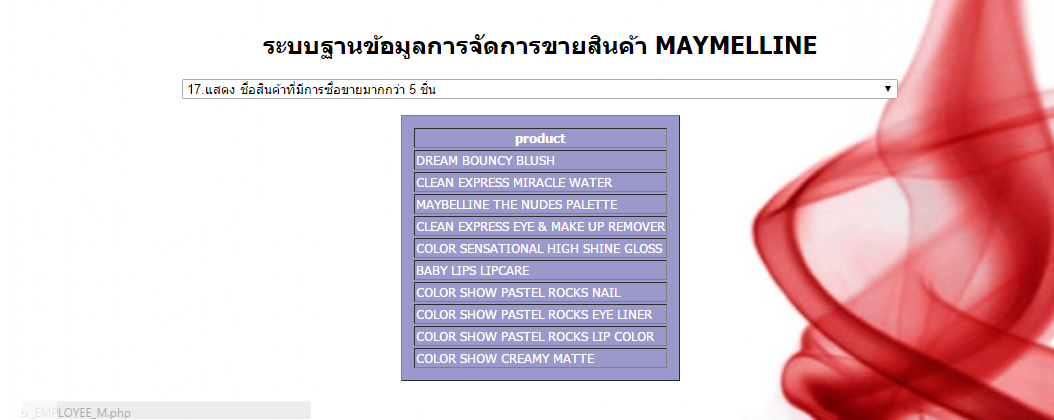 ระบบฐานข้อมูลการจัดการขายสินค้า MAYMELLINE
17.แสดง ชื่อสินค้าที่มีการซื้อขายมากกว่า 5 ชิ้น
product
DREAM BOUNCY BLUSH
CLEAN EXPRESS MIRACLE WATER
MAYBELLINE THE NUDES PALETTE
CLEAN EXPRESS EYE & MAKE UP REMOVER
COLOR SENSATIONAL HIGH SHINE GLOSS
BABY LIPS LIPCARE
COLOR SHOW PASTEL ROCKS NAIL
COLOR SHOW PASTEL ROCKS EYE LINER
COLOR SHOW PASTEL ROCKS LIP COLOR
COLOR SHOW CREAMY MATTE
ex_EMPLOYEE_M.php